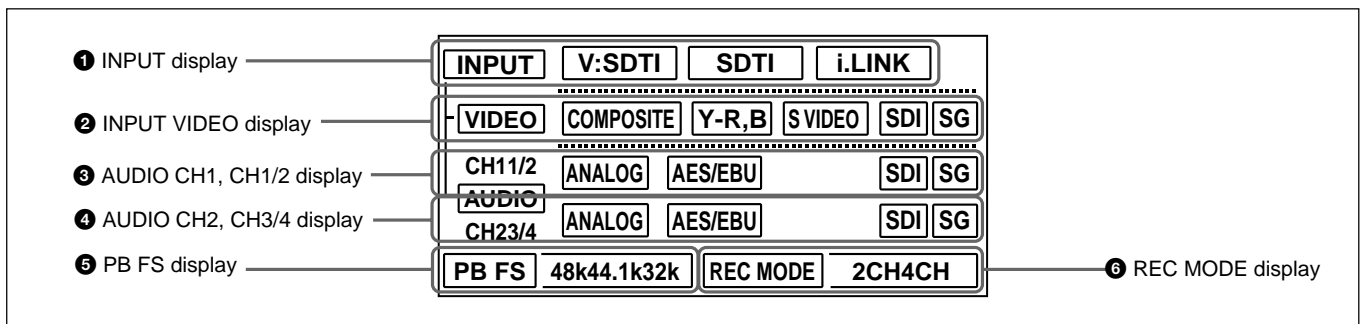 ❶ INPUT display
INPUT V:SDTI SDTI i.LINK
❷ INPUT VIDEO display
VIDEO COMPOSITE Y-R,B S VIDEO SDI SG
❸ AUDIO CH1, CH1/2 display
CH11/2 ANALOG AES/EBU SDI SG
AUDIO
❹ AUDIO CH2, CH3/4 display
CH23/4 ANALOG AES/EBU SDI SG
❺ PB FS display
PB FS 48k44.1k32k REC MODE 2CH4CH
❻ REC MODE display